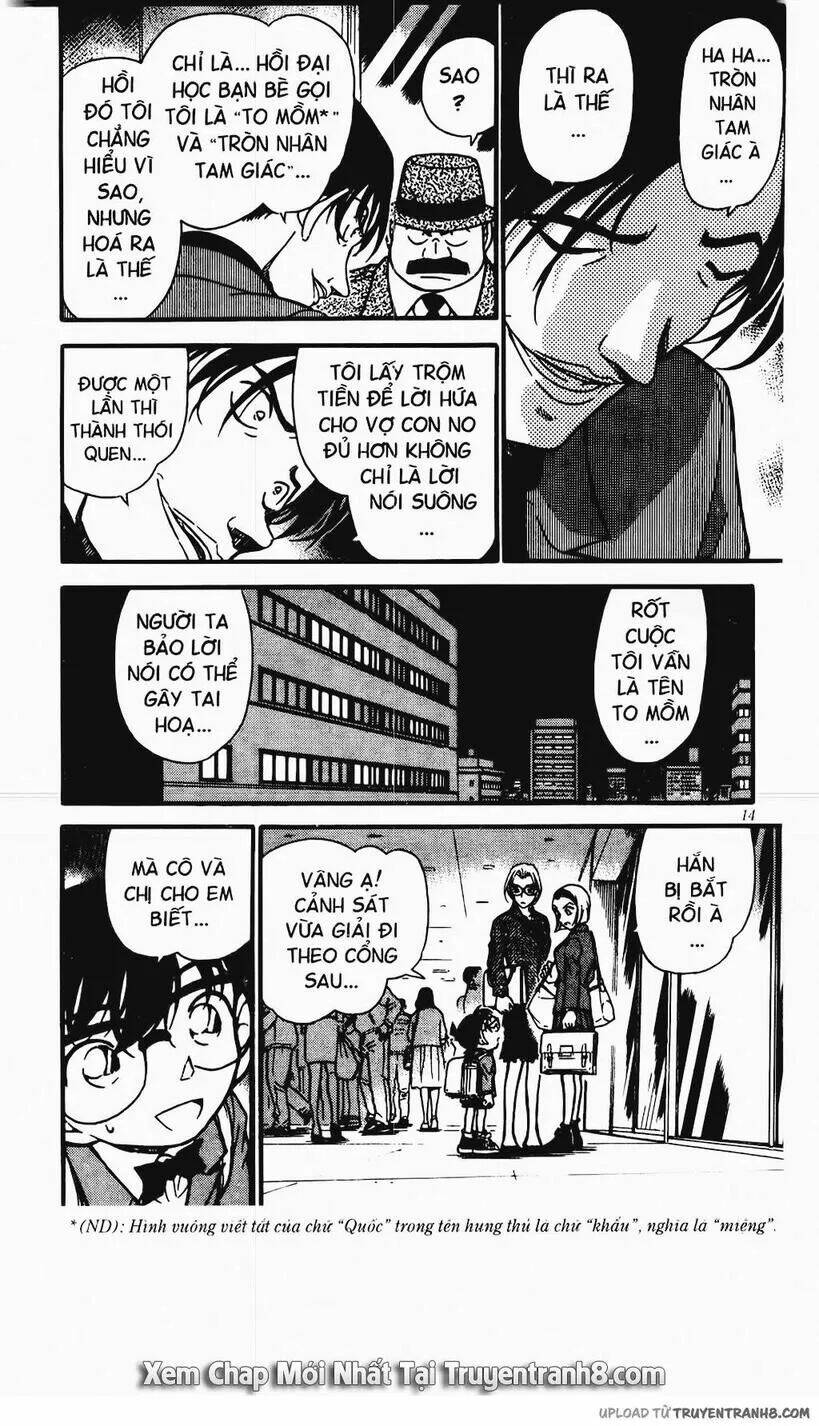 HA HA...
TRÒN
NHÂN
TAM
GIÁC À
...
THÌ RA
LÀ THẾ
...
SAO
?
CHỈ LÀ... HỒI ĐẠI
HỌC BẠN BÈ GỌI
TÔI LÀ "TO MỒM*"
VÀ "TRÒN NHÂN
TAM GIÁC"...
HỒI
ĐÓ TÔI
CHẲNG
HIỂU VÌ
SAO,
NHƯNG
HOÁ RA
LÀ THẾ
...
TÔI LẤY TRỘM
TIỀN ĐỂ LỜI HỨA
CHO VỢ CON NO
ĐỦ HƠN KHÔNG
CHỈ LÀ LỜI
NÓI SUÔNG
...
ĐƯỢC MỘT
LẦN THÌ
THÀNH THÓI
QUEN...
RỐT
CUỘC
TÔI VẪN
LÀ TÊN
TO MỒM
...
NGƯỜI TA
BẢO LỜI
NÓI CÓ THỂ
GÂY TAI
HOẠ...
14
HẮN
BỊ BẮT
RỒI À
...
VÂNG Ạ!
CẢNH SÁT
VỪA GIẢI ĐI
THEO CỔNG
SAU...
MÀ CÔ VÀ
CHỊ CHO EM
BIẾT...
*(ND): Hình vuông viết tắt của chữ “Quốc” trong tên hung thủ là chữ “khẩu”, nghĩa là “miệng”.
Xem Chap Mới Nhất Tại Truyentranh8.com
UPLOAD TỪ TRUYENTRANH8.COM